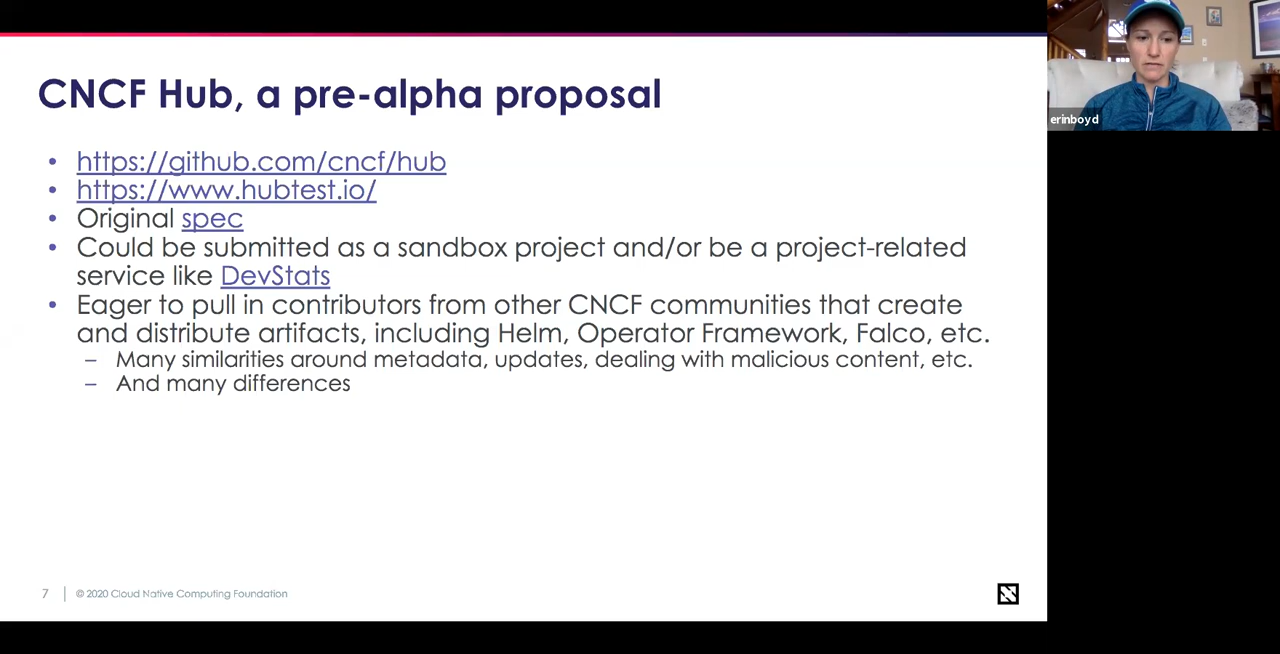 CNCF Hub, a pre-alpha proposal
• https://github.com/cncf/hub
• https://www.hubtest.io/
• Original spec
• Could be submitted as a sandbox project and/or be a project-related
service like DevStats
• Eager to pull in contributors from other CNCF communities that create
and distribute artifacts, including Helm, Operator Framework, Falco, etc.
– Many similarities around metadata, updates, dealing with malicious content, etc.
– And many differences
7 © 2020 Cloud Native Computing Foundation
erinboyd